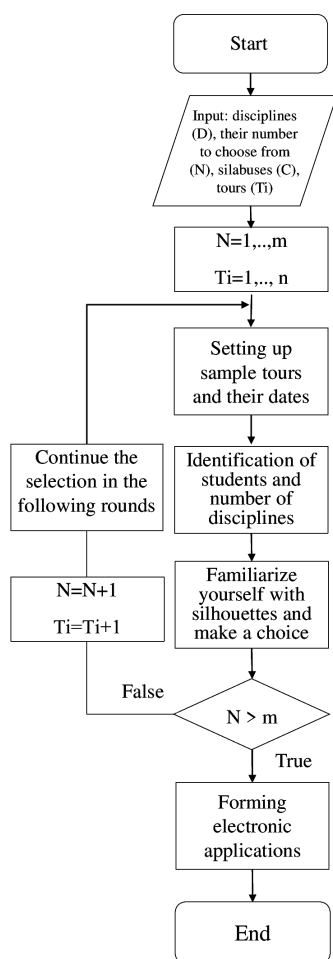 Start
Input: disciplines
(D), their number
to choose from
(N), silabuses (C),
tours (Ti)
N=1,..,m
Ti=1,.., n
Setting up
sample tours
and their dates
Identification of
students and
number of
disciplines
Familiarize
yourself with
silhouettes and
make a choice
N > m
False
N=N+1
Ti=Ti+1
Continue the
selection in the
following rounds
True
Forming
electronic
applications
End